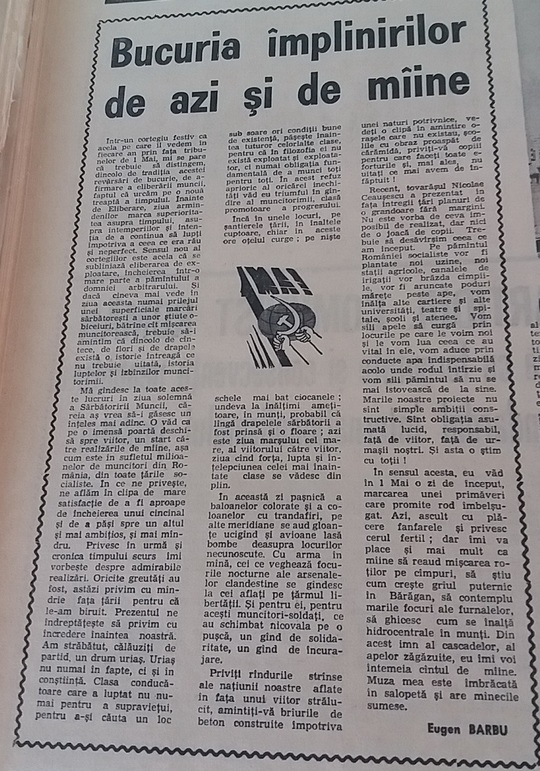 Bucuria împlinirilor
de azi și de mîine
Intr-un cortegiu festiv ca
acela pe care îl vedem în
fiecare an prin fața tribu-
nelor de 1 Mai, mi se pare
că trebuie să distingem,
dincolo de tradiția acestei
revărsări de bucurie, de a-
firmare a eliberării muncii,
faptul că urcăm pe o nouă
treaptă a timpului. Înainte
de Eliberare, ziua armin-
denilor marca superiorita-
tea asupra timpului, asu-
pra intemperiilor și inten-
ția de a continua să lupți
împotriva a ceea ce era rău
și neperfect. Sensul nou al
cortegiilor este acela că se
subliniază eliberarea de ex-
ploatare, încheierea într-o
mare parte a pămîntului a
domniei arbitrarului. Și
dacă cineva mai vede în
ziua aceasta numai prilejul
unei superficiale marcări
sărbătorești a unor știute o-
biceiuri, bătrîne cît mișcarea
muncitorească, trebuie să-i
amintim că dincolo de cîn-
tece, de flori și de drapele
există o istorie întreagă ce
nu trebuie uitată, istoria
luptelor și izbînzilor munci-
torimii.
Mă gîndesc la toate aces-
te lucruri în ziua solemnă
a Sărbătoririi Muncii, că-
reia aș vrea să-i găsesc un
înțeles mai adînc. O văd ca
pe o imensă poartă deschi-
să spre viitor, un start că-
tre realizările de mîine, așa
cum este în sufletul milioa-
nelor de muncitori din Ro-
mânia, din toate țările so-
cialiste. În ce ne privește,
ne aflăm în clipa de mare
satisfacție de a fi aproape
de încheierea unui cincinal
și de a păși spre un altul
și mai ambițios, și mai mîn-
dru. Privesc în urmă și
cronica timpului scurs îmi
vorbește despre admirabile
realizări. Oricîte greutăți au
fost, astăzi privim cu mîn-
drie fața țării pentru că
le-am biruit. Prezentul ne
îndreptățește să privim cu
încredere înaintea noastră.
Am străbătut, călăuziți de
partid, un drum uriaș. Uriaș
nu numai în fapte, ci și în
conștiință. Clasa conducă-
toare care a luptat nu nu-
mai pentru a supraviețui,
pentru a-și căuta un loc
sub soare ori condiții bune
de existență, pășește înain-
tea tuturor celorlalte clase,
pentru că în filozofia ei nu
există exploatat și exploata-
tor, ci numai obligația fun-
damentală de a munci toți
pentru toți. În acest refuz
aprioric al oricărei închi-
tări văd eu triumful în gîn-
dire al muncitorimii, clasă
promotoare a progresului.
Încă în unele locuri, pe
șantierele țării, în înaltele
cuptoare, chiar în aceste
ore oțelul curge ; pe niște
1 MAI
schele mai bat ciocanele ;
undeva la înălțimi amețt-
toare, în munți, probabil că
lîngă drapelele sărbătorii a
fost prinsă și o floare ; azi
este ziua marșului cel ma-
re, al viitorului către viitor,
ziua cînd forța, lupta și în-
țelepciunea celei mai înain-
tate clase se vădesc din
plin.
În această zi pașnică a
baloanelor colorate și a co-
loanelor cu trandafiri, pe
alte meridiane se aud gloan-
țe ucigînd și avioane lasă
bombe deasupra locurilor
necunoscute. Cu arma în
mînă, cei ce veghează focu-
rile nocturne ale arsenale-
lor clandestine se gîndesc
la cei aflați pe țărmul li-
bertății. Și pentru ei, pentru
acești muncitori-soldați, ce
au schimbat nicovala pe o
pușcă, un gînd de solida-
ritate, un gînd de încura-
jare.
Priviți rîndurile strînse
ale națiunii noastre aflate
în fața unui viitor strălu-
cit, amintiți-vă brîurile de
beton construite împotriva
unei naturi potrivnice, ve-
deți o clipă în amintire o-
rașele care nu existau, șco-
lile cu obraz proaspăt de
cărămidă, priviți-vă copiii
pentru care faceți toate e-
forturile și, mai ales, nu
uitați ce mai avem de în-
făptuit !
Recent, tovarășul Nicolae
Ceaușescu a prezentat în
fața întregii țări planuri de
o grandoare fără margini.
Nu este vorba de ceva im-
posibil de realizat, dar nici
de o joacă de copii. Tre-
buie să desăvîrșim ceea ce
am început. Pe pămîntul
României socialiste vor fi
plantate noi uzine, noi
stații agricole, canalele de
irigații vor brăzda cîmpii-
le, vor fi aruncate poduri
mărețe peste ape, vom
înălța alte cartiere și alte
universități, teatre și spi-
tale, școli și ateneе. Vom
sili apele să curgă prin
locurile pe care le voim noi
și le vom lua ceea ce au
vital în ele, vom aduce prin
conducte apa indispensabilă
acolo unde rodul întîrzie și
vom sili pămîntul să nu se
mai istovească de la sine.
Marile noastre proiecte nu
sînt simple ambiții cons-
tructive. Sînt obligația asu-
mată lucid, responsabil,
față de viitor, față de ur-
mașii noștri. Și asta o știm
cu toții !
În sensul acesta, eu văd
în 1 Mai o zi de început,
marcarea unei primăveri
care promite rod îmbelșu-
gat. Azi, ascult cu plă-
cere fanfarele și privesc
cerul fertil ; dar îmi va
place și mai mult ca
mîine să reaud mișcarea ro-
ților pe cîmpuri, să știu
cum crește grîul puternic
în Bărăgan, să contemplu
marile focuri ale furnalelor,
să ghicesc cum se înalță
hidrocentrale în munți. Din
acest imn al cascadelor, al
apelor zăgăzuite, eu îmi voi
întemeia cîntul de mîine.
Muza mea este îmbrăcată
în salopetă și are mînecile
sumese.
Eugen BARBU